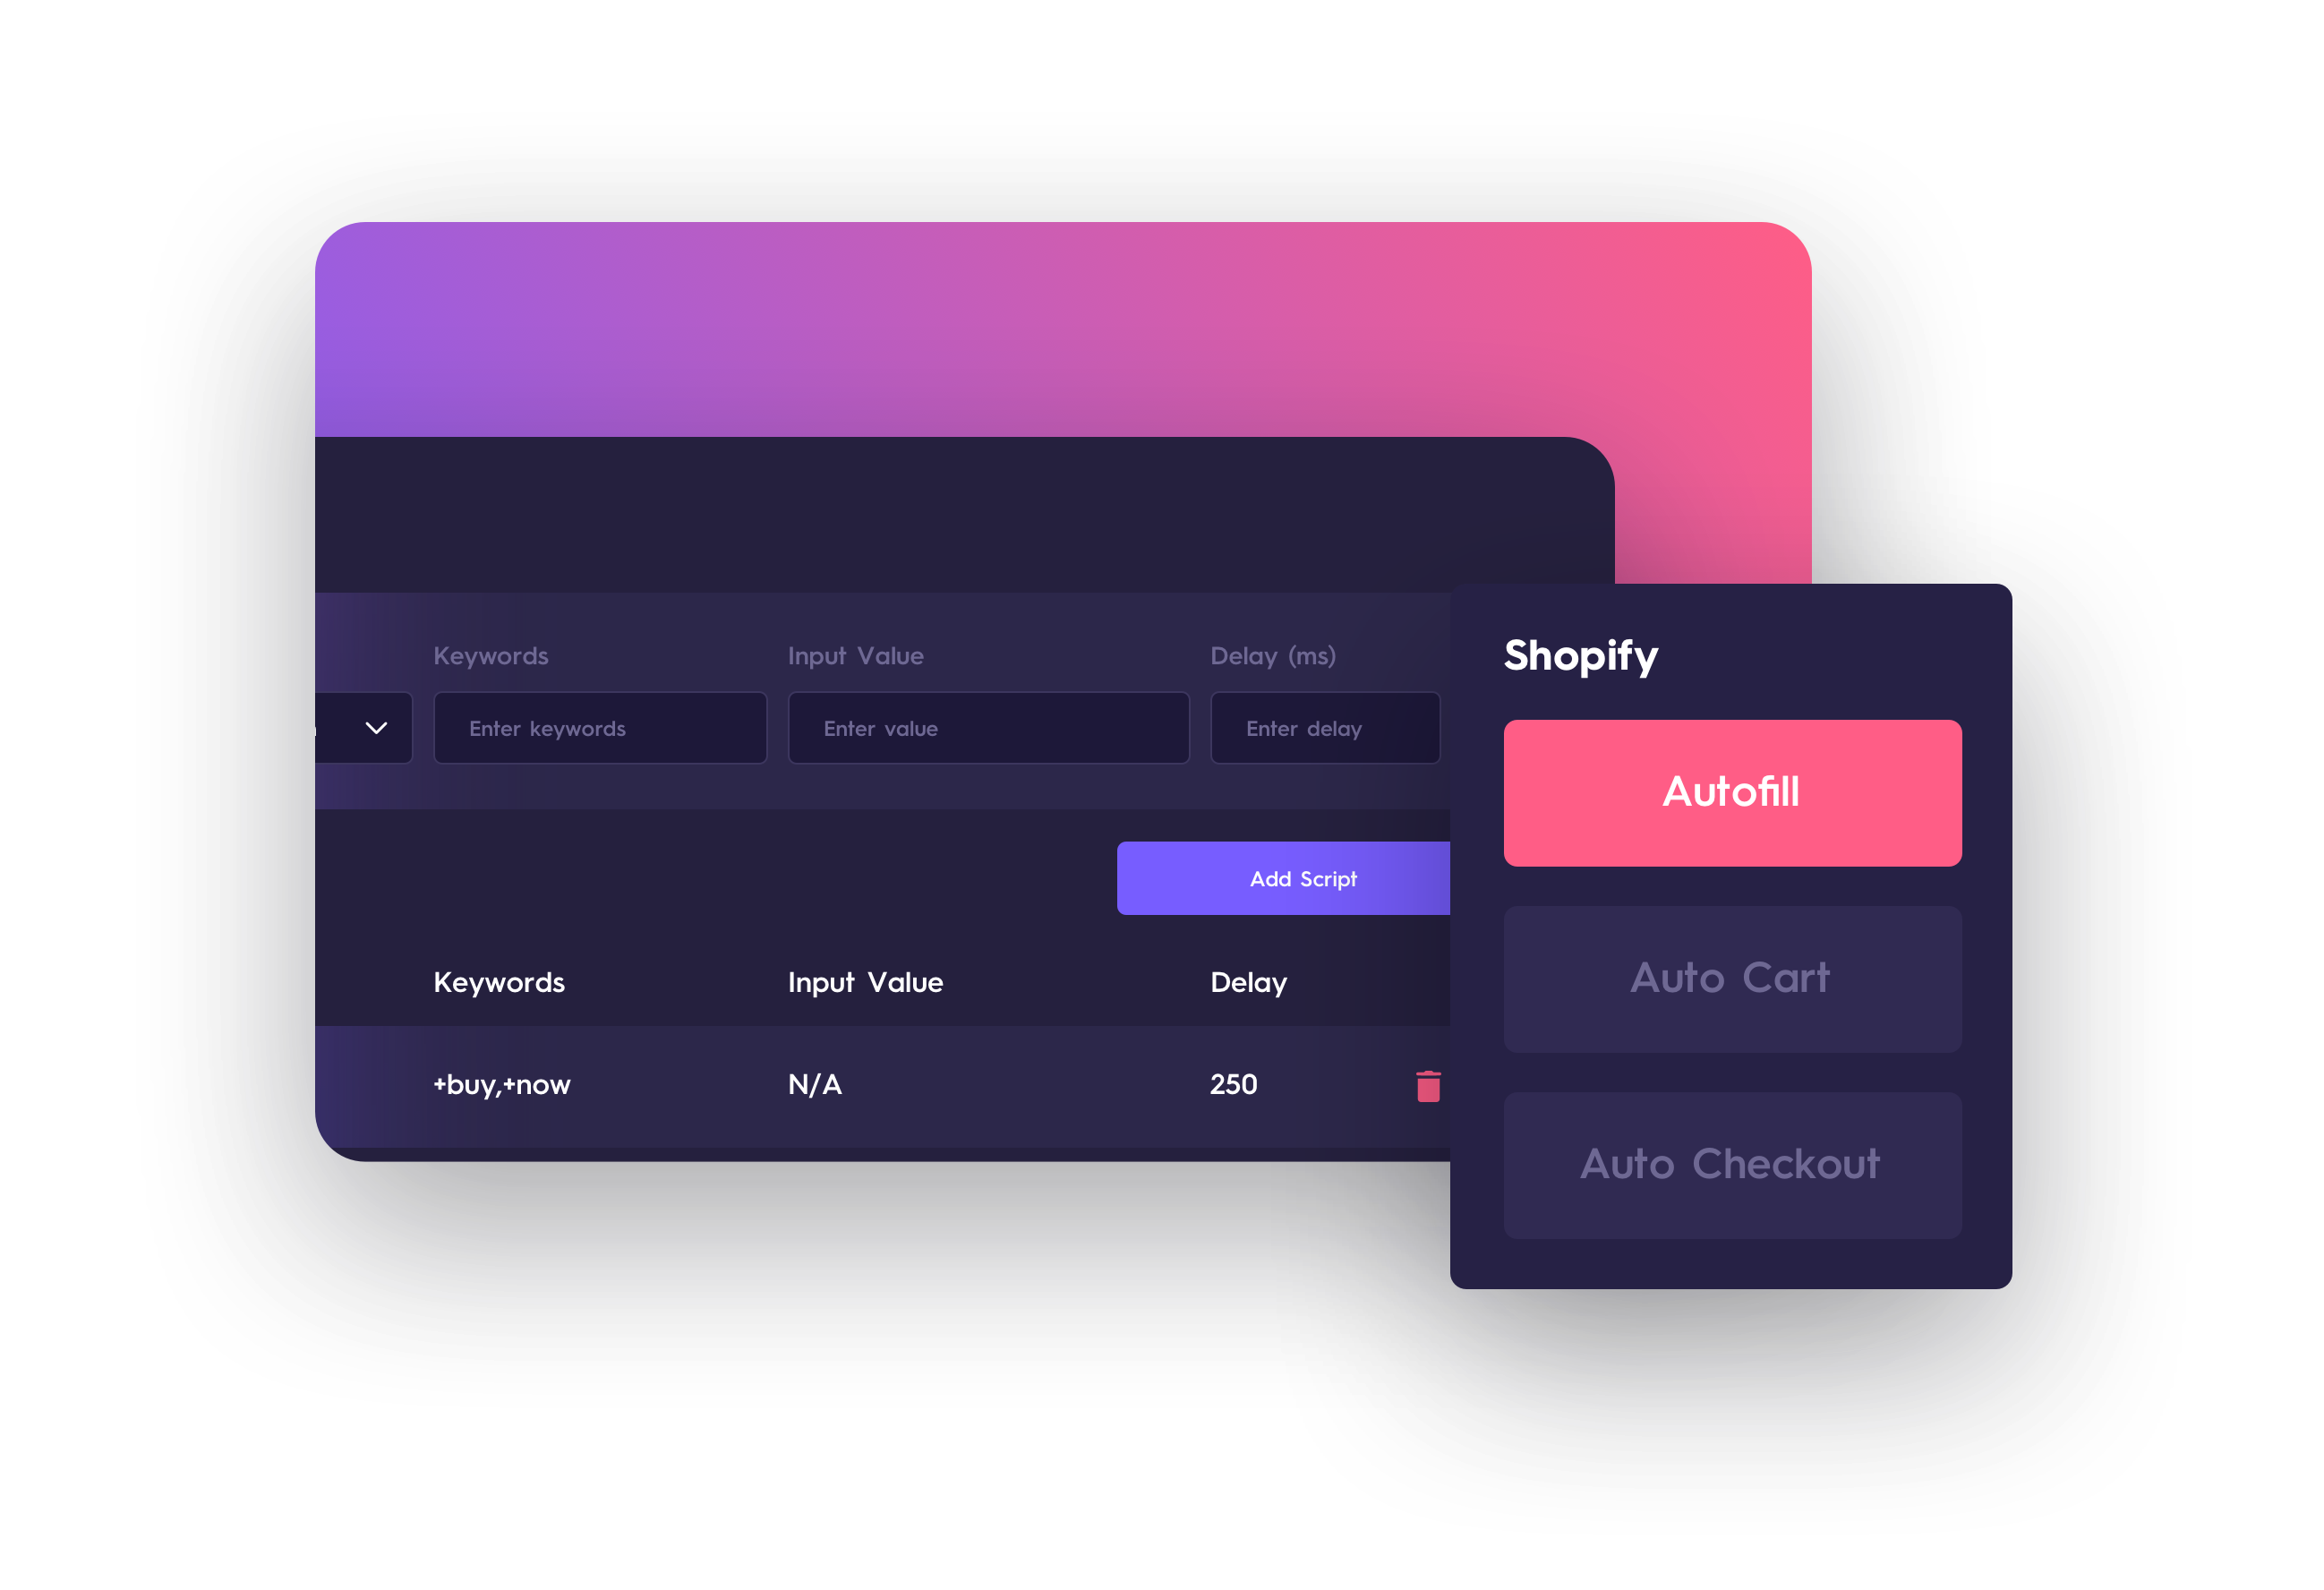 Keywords
Input Value
Delay (ms)
Enter keywords
Enter value
Enter delay
Add Script
Keywords
Input Value
Delay
+buy,+now
N/A
250
Shopify
Autofill
Auto Cart
Auto Checkout